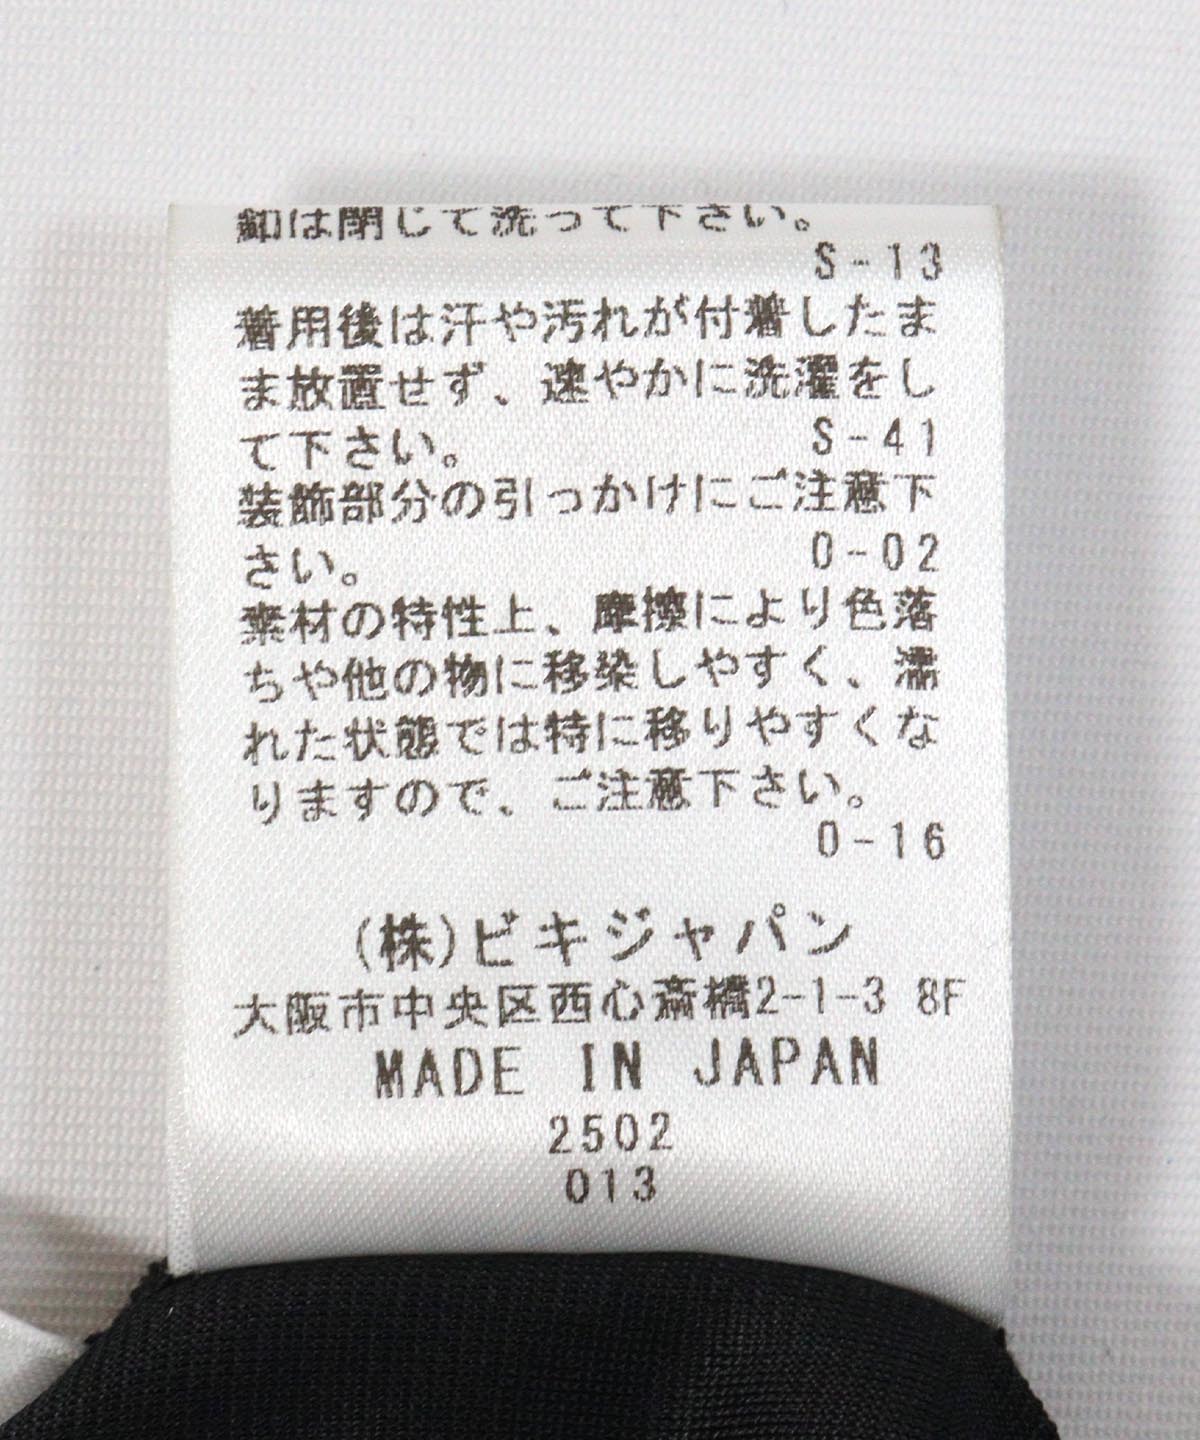 釦は閉じて洗って下さい。
S-13
着用後は汗や汚れが付着したま
ま放置せず、速やかに洗濯をし
て下さい。 S-41
装飾部分の引っかけにご注意下
さい。 O-02
素材の特性上、摩擦により色落
ちや他の物に移染しやすく、濡
れた状態では特に移りやすくな
りますので、ご注意下さい。
O-16
(株)ビキジャパン
大阪市中央区西心斎橋2-1-3 8F
MADE IN JAPAN
2502
013